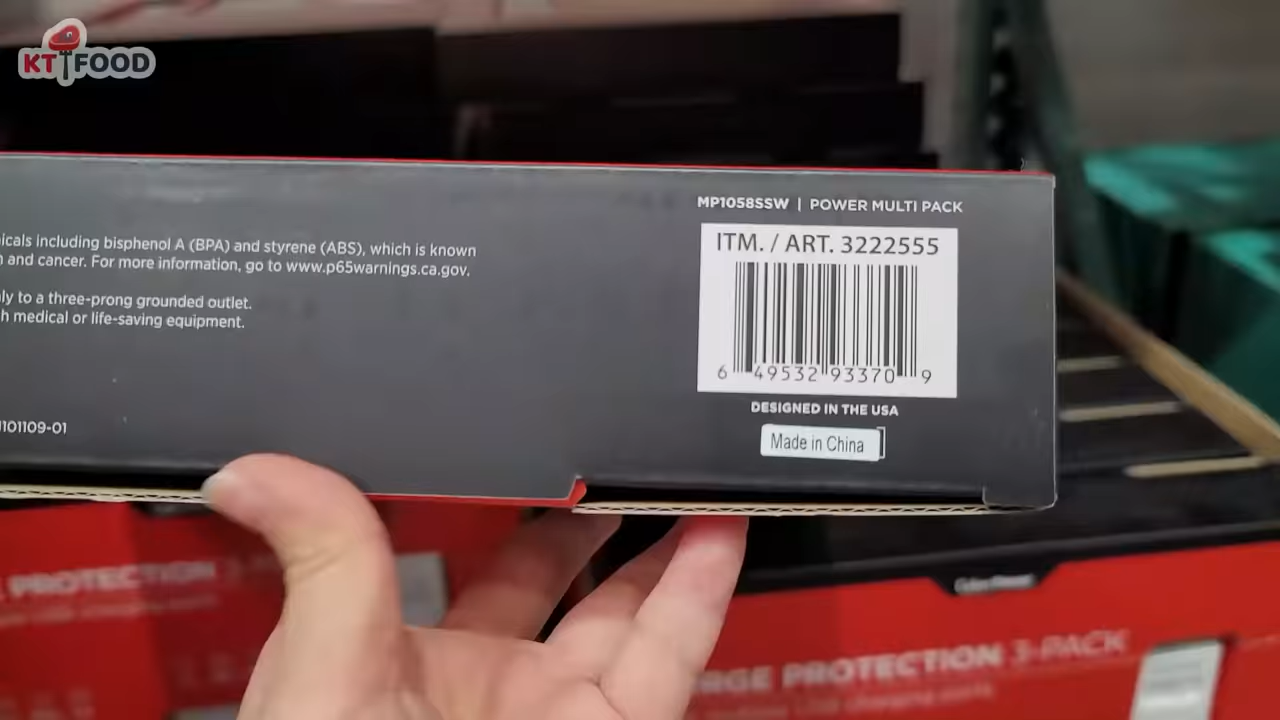 KT FOOD
MP1058SSW | POWER MULTI PACK
ITM. / ART. 3222555
6 49532 93370 9
DESIGNED IN THE USA
Made in China
icals including bisphenol A (BPA) and styrene (ABS), which is known
and cancer. For more information, go to www.p65warnings.ca.gov.
ly to a three-prong grounded outlet.
h medical or life-saving equipment.
101109-01
PROTECTION
CyberPower
RGE PROTECTION 3-PACK